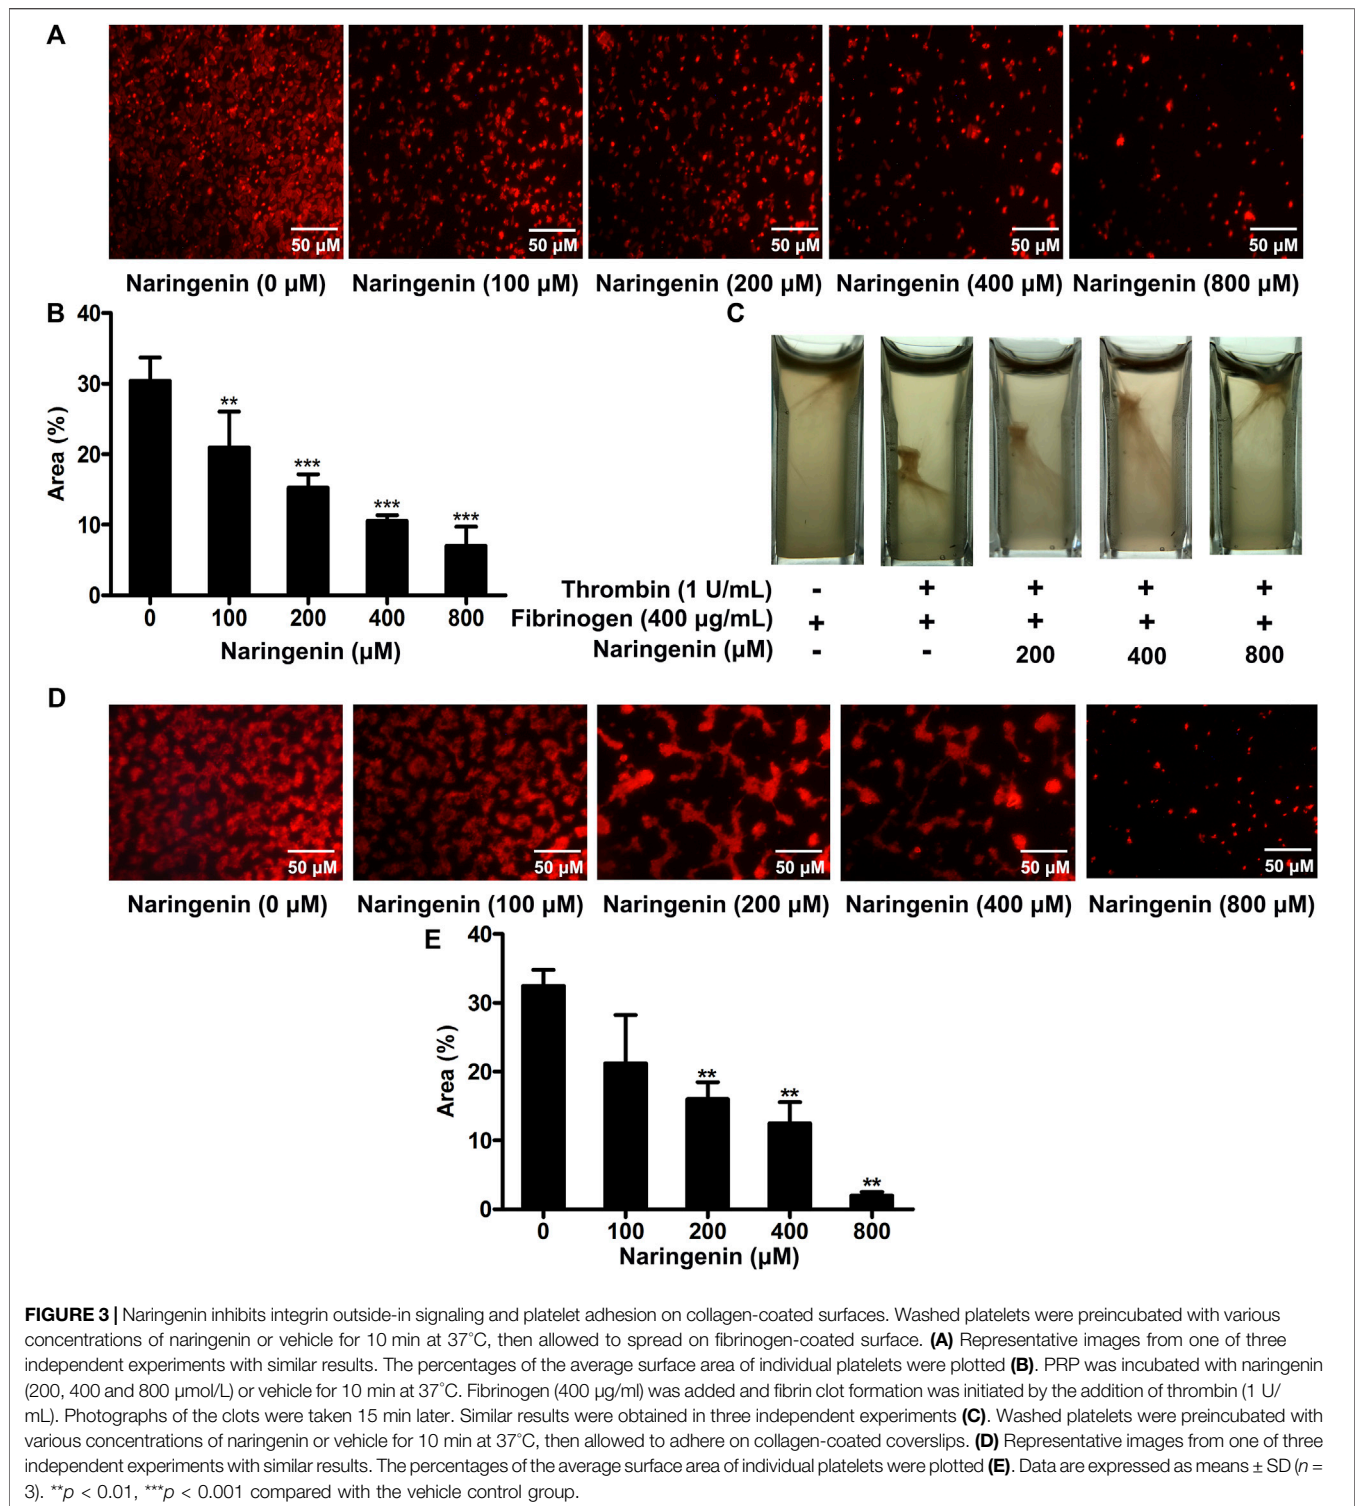 A
50 µM
50 µM
50 µM
50 µM
50 µM
Naringenin (0 µM)
Naringenin (100 µM)
Naringenin (200 µM)
Naringenin (400 µM)
Naringenin (800 µM)
B
40
30
20
10
0
Area (%)
**
***
***
***
0
100
200
400
800
Naringenin (µM)
C
Thrombin (1 U/mL) - + + + +
Fibrinogen (400 µg/mL) + + + + +
Naringenin (µM) - - 200 400 800
D
50 µM
50 µM
50 µM
50 µM
50 µM
Naringenin (0 µM)
Naringenin (100 µM)
Naringenin (200 µM)
Naringenin (400 µM)
Naringenin (800 µM)
E
40
30
20
10
0
Area (%)
**
**
**
0
100
200
400
800
Naringenin (µM)
FIGURE 3 | Naringenin inhibits integrin outside-in signaling and platelet adhesion on collagen-coated surfaces. Washed platelets were preincubated with various
concentrations of naringenin or vehicle for 10 min at 37°C, then allowed to spread on fibrinogen-coated surface. (A) Representative images from one of three
independent experiments with similar results. The percentages of the average surface area of individual platelets were plotted (B). PRP was incubated with naringenin
(200, 400 and 800 µmol/L) or vehicle for 10 min at 37°C. Fibrinogen (400 µg/ml) was added and fibrin clot formation was initiated by the addition of thrombin (1 U/
mL). Photographs of the clots were taken 15 min later. Similar results were obtained in three independent experiments (C). Washed platelets were preincubated with
various concentrations of naringenin or vehicle for 10 min at 37°C, then allowed to adhere on collagen-coated coverslips. (D) Representative images from one of three
independent experiments with similar results. The percentages of the average surface area of individual platelets were plotted (E). Data are expressed as means ± SD (n =
3). **p < 0.01, ***p < 0.001 compared with the vehicle control group.